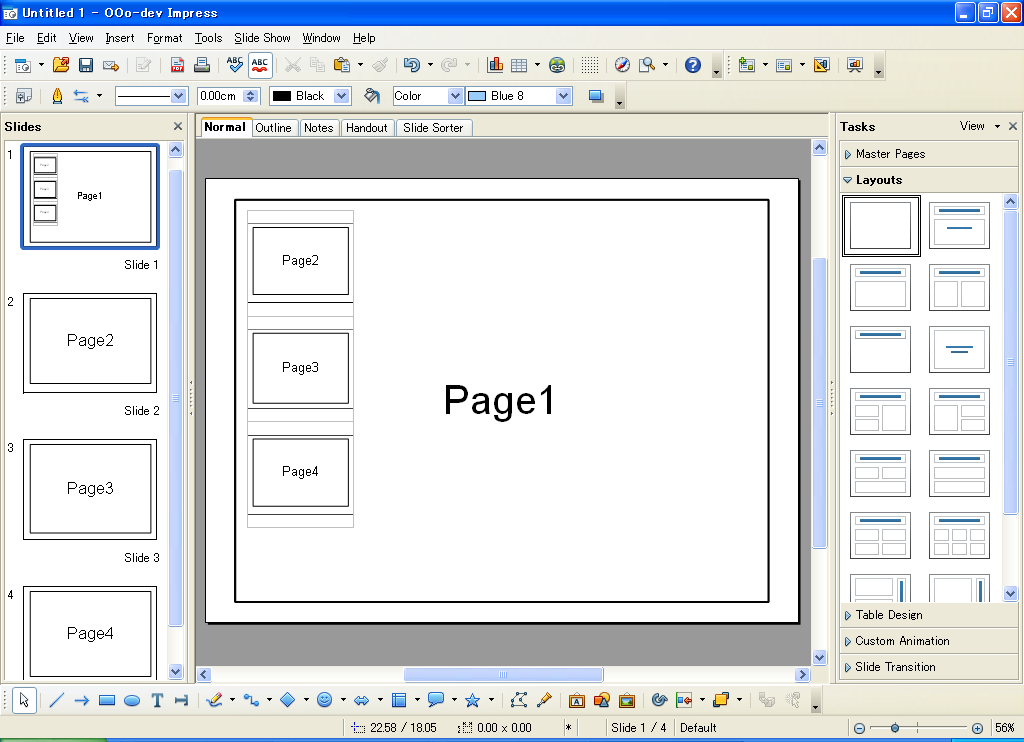 Untitled 1 - OOo-dev Impress
File Edit View Insert Format Tools Slide Show Window Help
ABC ABC
0.00cm Black Color Blue 8
Slides
Normal Outline Notes Handout Slide Sorter
Tasks View
1
Page1
Slide 1
2
Page2
Slide 2
3
Page3
Slide 3
4
Page4
Page2
Page3
Page4
Page1
Master Pages
Layouts
Table Design
Custom Animation
Slide Transition
22.58 / 18.05 0.00 x 0.00 * Slide 1 / 4 Default 56%